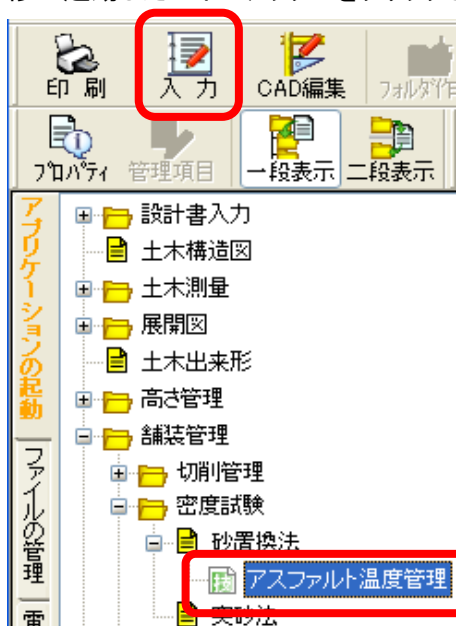 印 刷
入 力
CAD編集
ﾌｫﾙﾀﾞ作
ﾌﾟﾛﾊﾟﾃｨ
管理項目
一段表示
二段表示
アプリケーションの起動
ファイルの管理
電
設計書入力
土木構造図
土木測量
展開図
土木出来形
高さ管理
舗装管理
切削管理
密度試験
砂置換法
技 アスファルト温度管理
突砂法